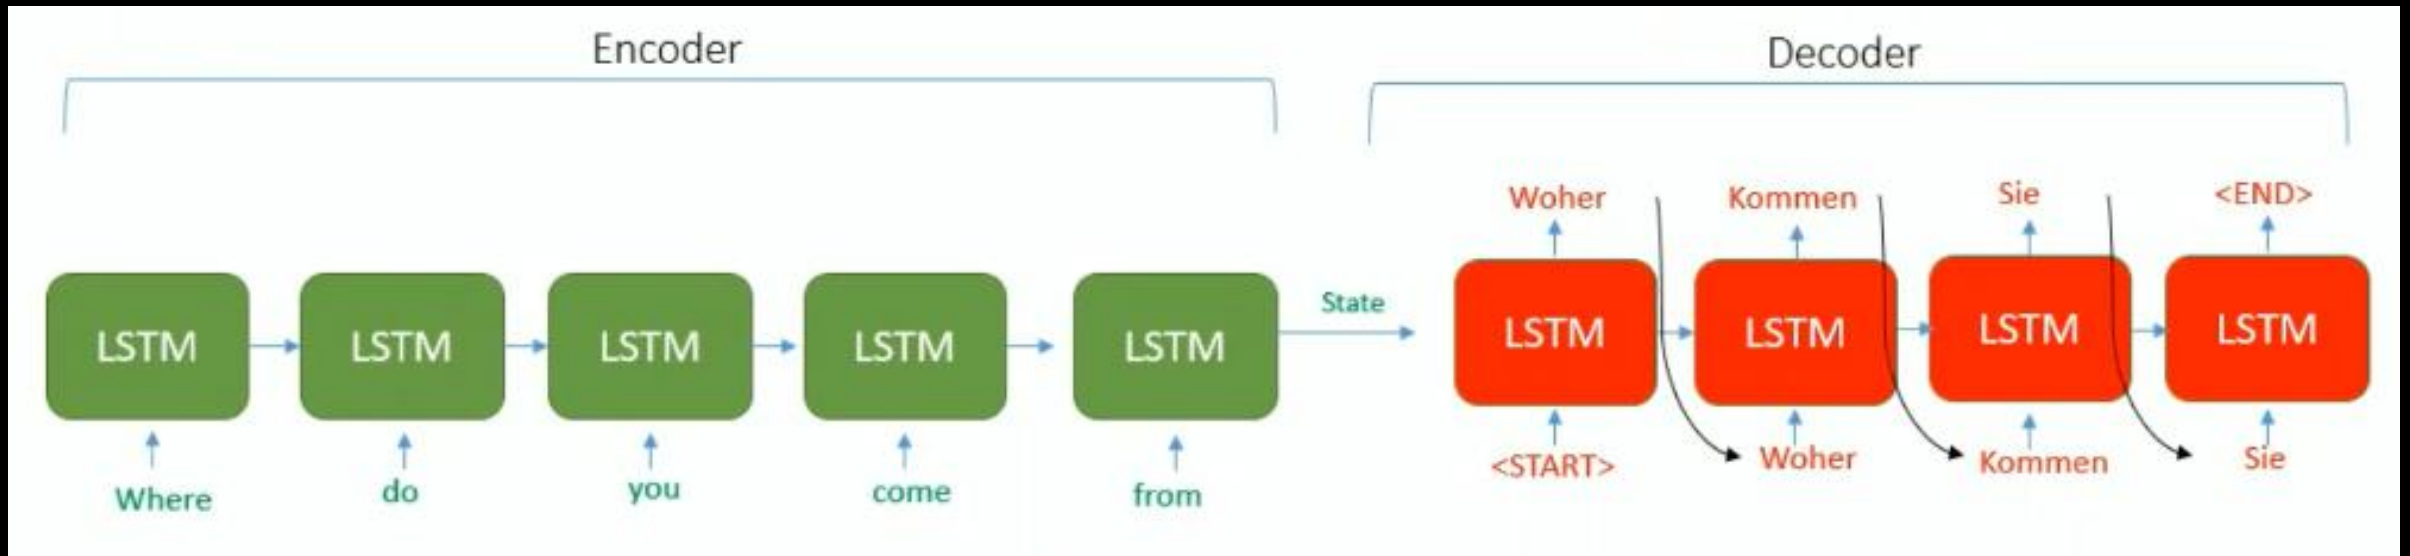 Encoder
Decoder
Woher Kommen Sie <END>
LSTM LSTM LSTM LSTM LSTM State LSTM LSTM LSTM LSTM
<START> Woher Kommen Sie
Where do you come from